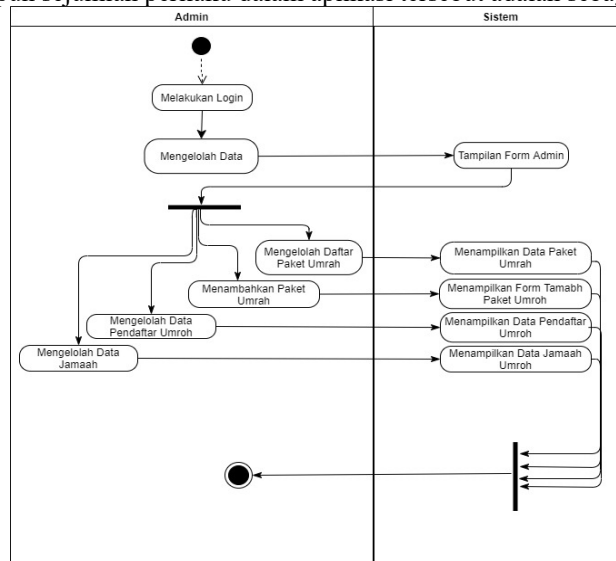 Admin
Sistem
Melakukan Login
Mengelolah Data
Tampilan Form Admin
Mengelolah Daftar
Paket Umrah
Menampilkan Data Paket
Umrah
Menambahkan Paket
Umrah
Menampilkan Form Tamabh
Paket Umroh
Mengelolah Data
Pendaftar Umroh
Menampilkan Data Pendaftar
Umroh
Mengelolah Data
Jamaah
Menampilkan Data Jamaah
Umroh